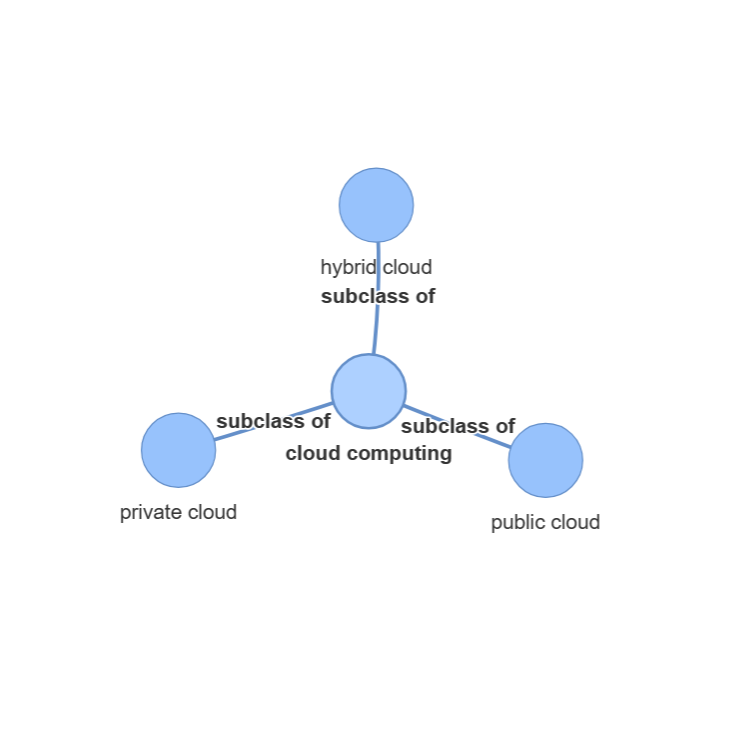 hybrid cloud
subclass of
subclass of
subclass of
cloud computing
private cloud
public cloud